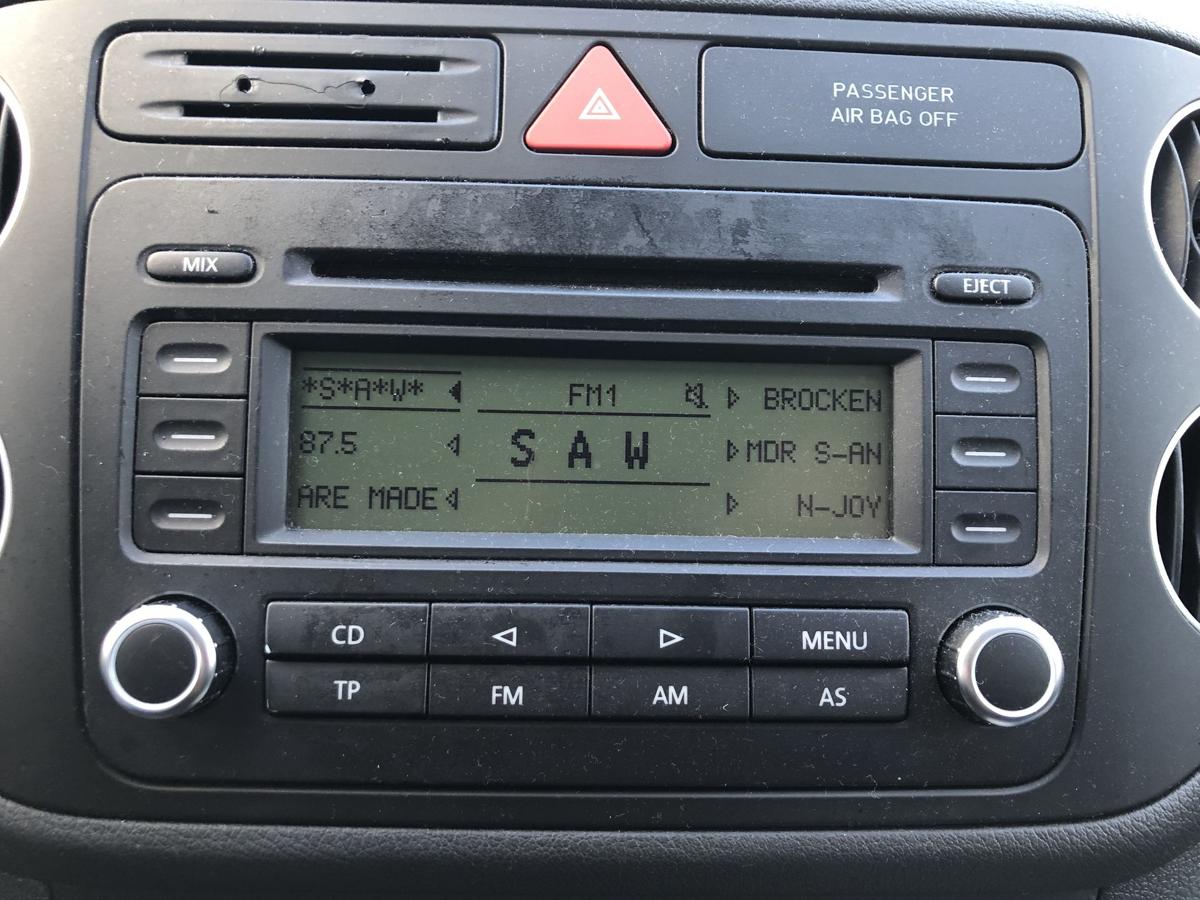 PASSENGER
AIR BAG OFF
MIX
EJECT
*S*A*W*
FM1
BROCKEN
87.5
S A W
MDR S-AN
ARE MADE
N-JOY
CD
MENU
TP
FM
AM
AS